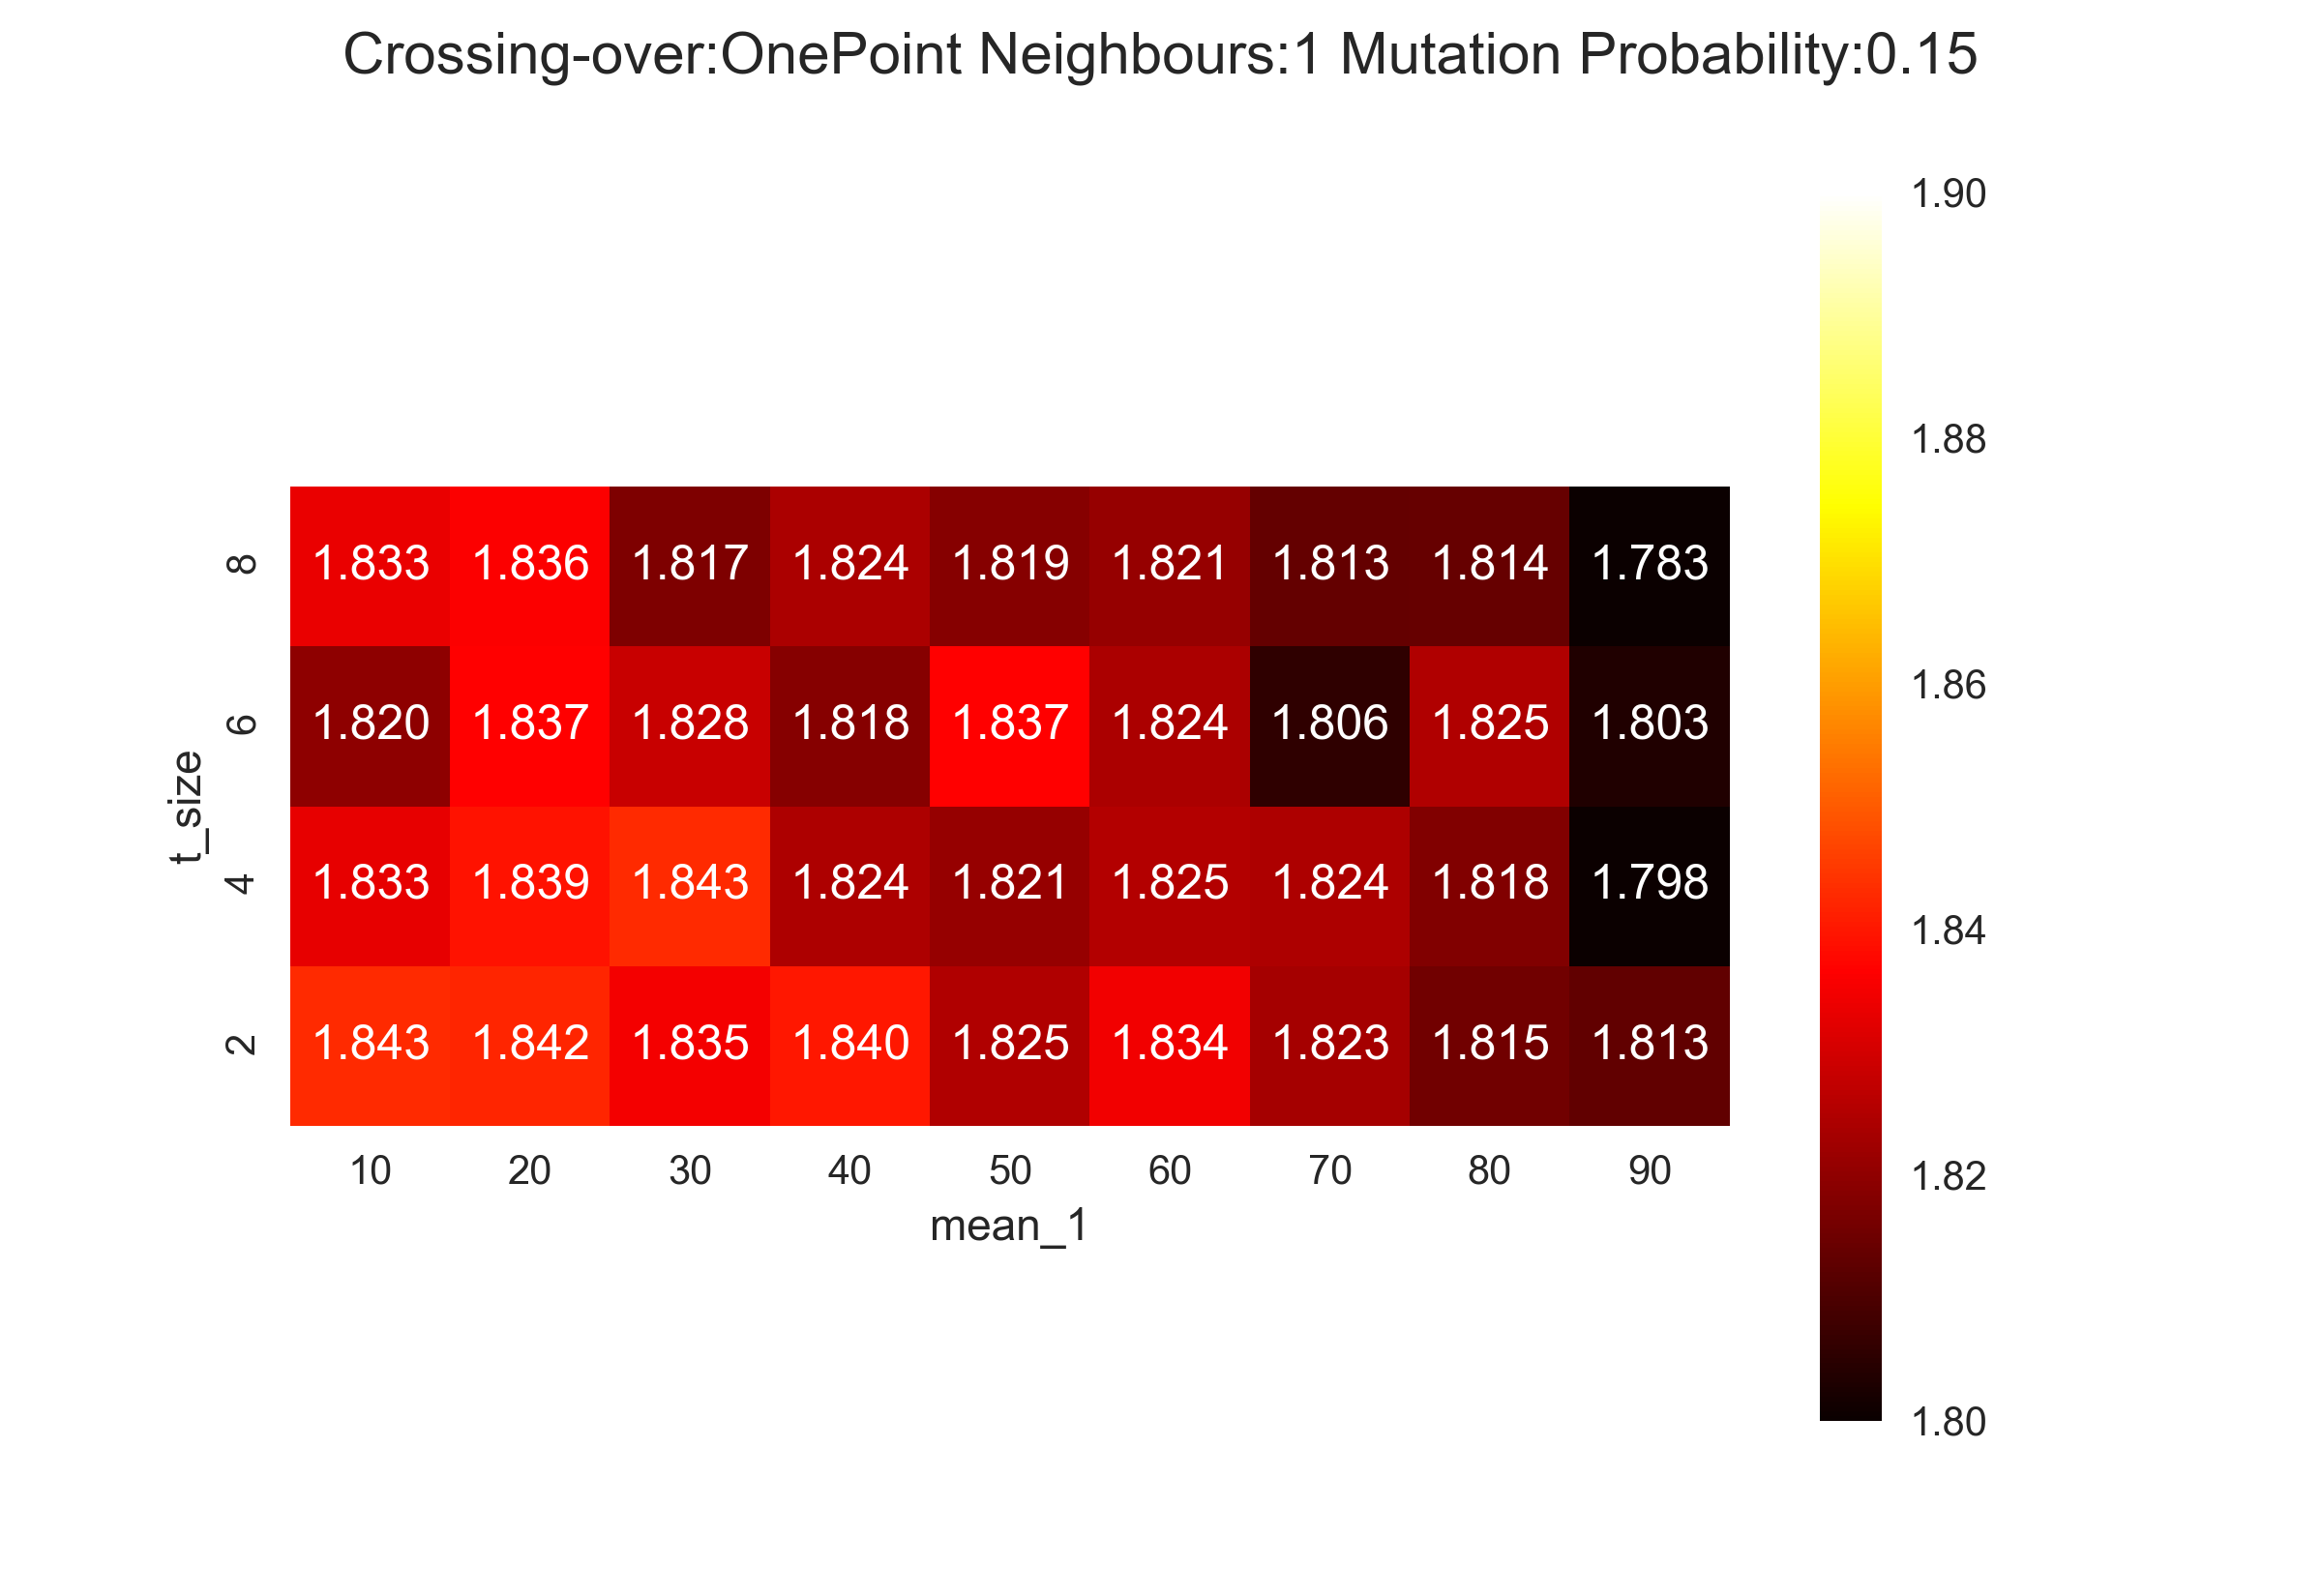 Crossing-over:OnePoint Neighbours:1 Mutation Probability:0.15
t_size
8 1.833 1.836 1.817 1.824 1.819 1.821 1.813 1.814 1.783
6 1.820 1.837 1.828 1.818 1.837 1.824 1.806 1.825 1.803
4 1.833 1.839 1.843 1.824 1.821 1.825 1.824 1.818 1.798
2 1.843 1.842 1.835 1.840 1.825 1.834 1.823 1.815 1.813
10 20 30 40 50 60 70 80 90
mean_1
1.90
1.88
1.86
1.84
1.82
1.80